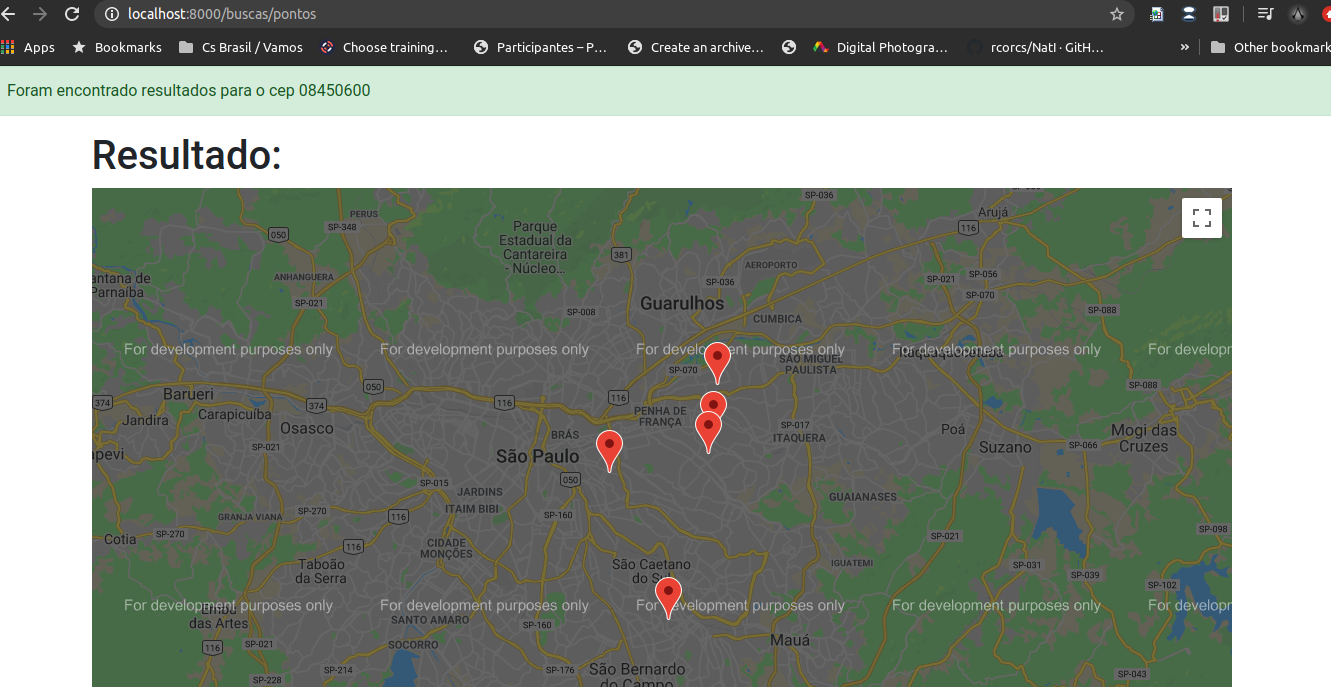 localhost:8000/buscas/pontos
Apps Bookmarks Cs Brasil / Vamos Choose training... Participantes – P... Create an archive... Digital Photogra... rcorcs/NatI · GitH... » Other bookmark
Foram encontrado resultados para o cep 08450600
Resultado:
SP-036
Arujá
PERUS
SP-348
050
Parque
Estadual da
Cantareira
- Núcleo...
116
381
AEROPORTO
antana de
Parnaíba
ANHANGUERA
SP-036
SP-021
SP-056
SP-070
SP-021
Guarulhos
SP-008
CUMBICA
SP-088
For development purposes only
For development purposes only
For develo ent purposes only
For development purposes only
For developr
SÃO MIGUEL
PAULISTA
SP-070
050
SP-088
Barueri
374
Carapicuíba
374
116
116
PENHA DE
FRANÇA
Jandira
Osasco
SP-017
ITAQUERA
Poá
Mogi das
Cruzes
BRÁS
SP-021
apevi
São Paulo
Suzano
SP-066
050
SP-015
JARDINS
GUAIANASES
ITAIM BIBI
GRANJA VIANA
SP-270
116
SP-160
SP-098
SP-270
Cotia
SP-021
116
CIDADE
MONÇÕES
Taboão
da Serra
São Caetano
do Sul
IGUATEMI
SP-031
SP-039
SP-102
For development purposes only
For development purposes only
For development purposes only
For development purposes only
For developr
Embu
das Artes
SANTO AMARO
SP-160
SP-021
116
SOCORRO
Mauá
SP-214
SP-176
São Bernardo
do Campo
SP-043
SP-228